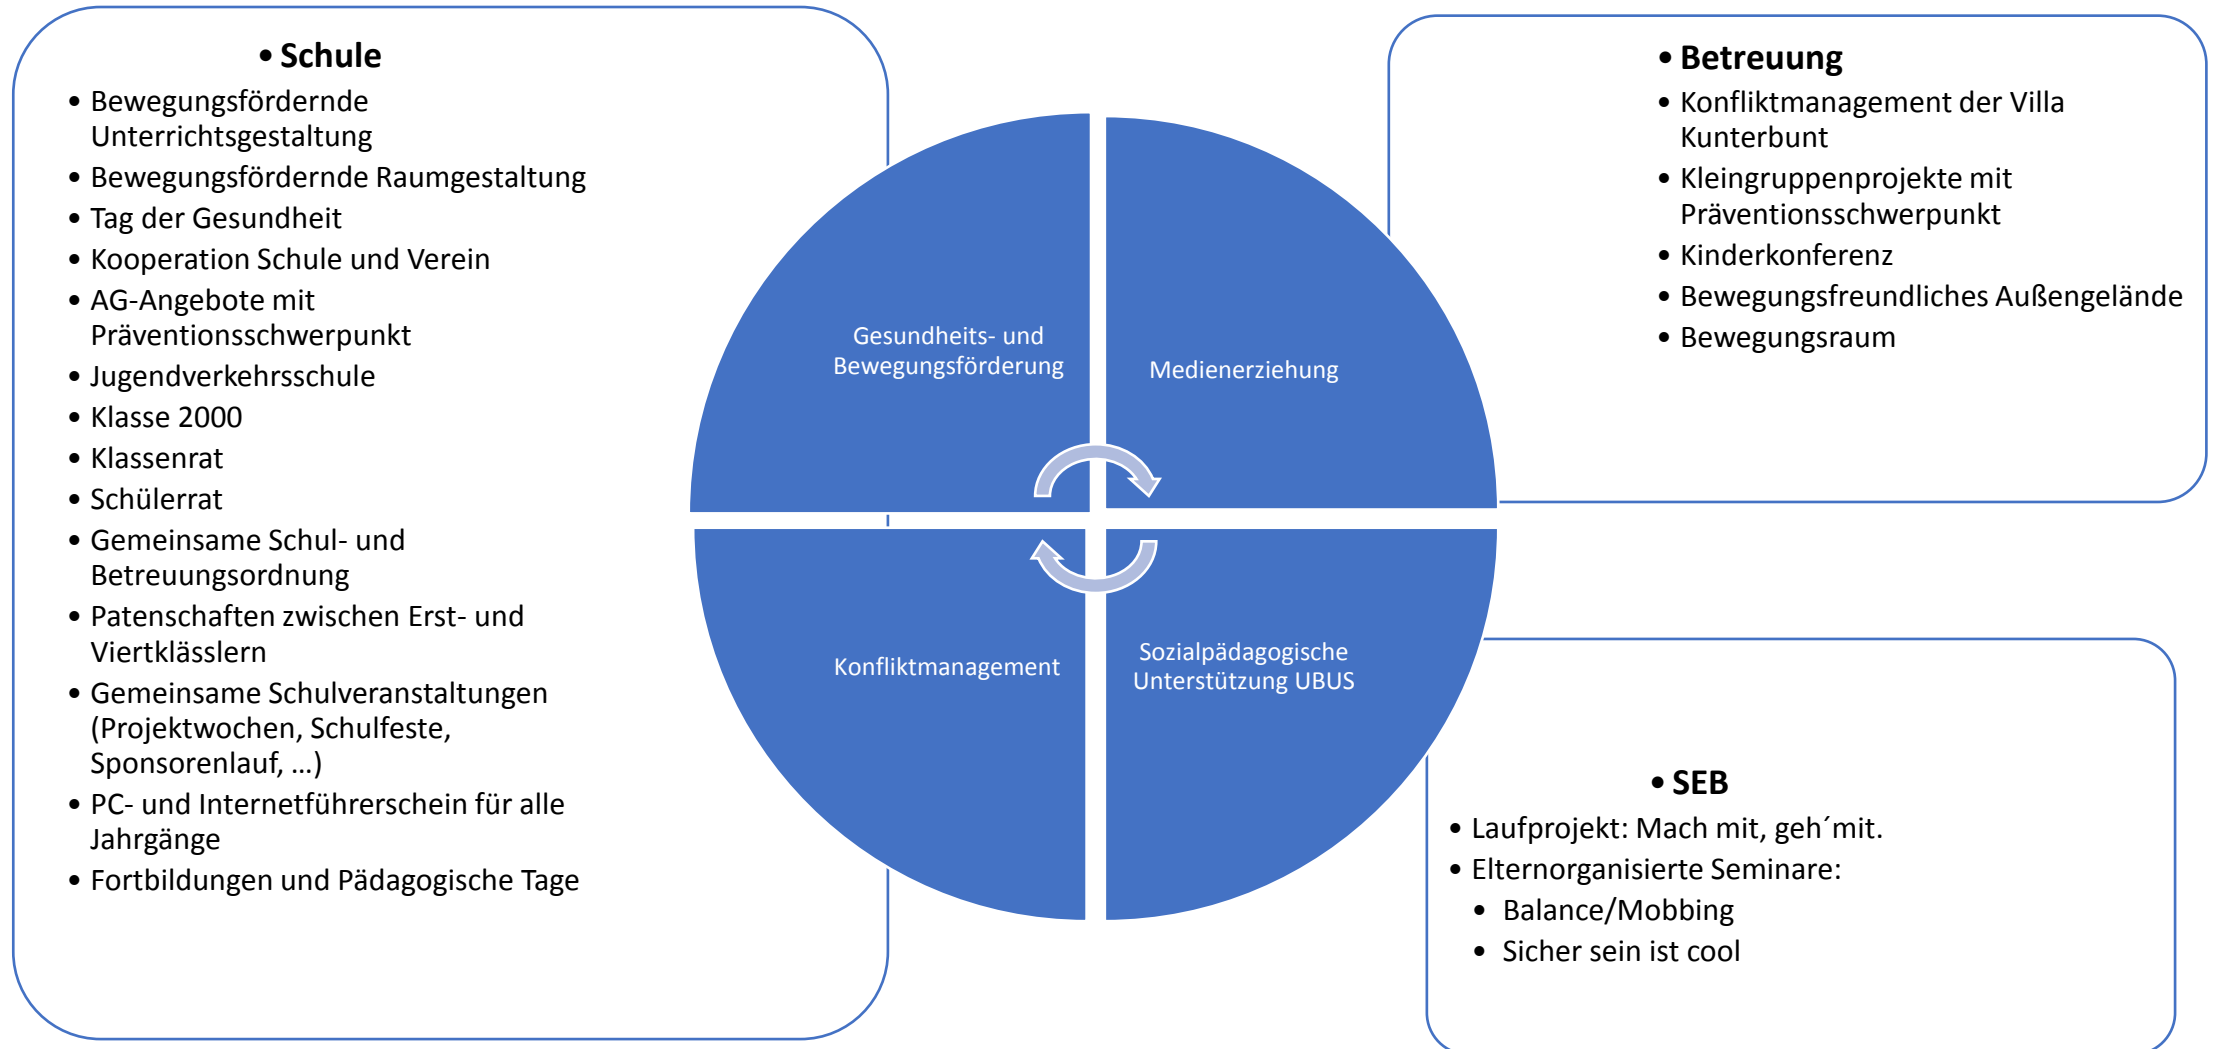 • Schule
• Bewegungsfördernde
Unterrichtsgestaltung
• Bewegungsfördernde Raumgestaltung
• Tag der Gesundheit
• Kooperation Schule und Verein
• AG-Angebote mit
Präventionsschwerpunkt
• Jugendverkehrsschule
• Klasse 2000
• Klassenrat
• Schülerrat
• Gemeinsame Schul- und
Betreuungsordnung
• Patenschaften zwischen Erst- und
Viertklässlern
• Gemeinsame Schulveranstaltungen
(Projektwochen, Schulfeste,
Sponsorenlauf, …)
• PC- und Internetführerschein für alle
Jahrgänge
• Fortbildungen und Pädagogische Tage
Gesundheits- und
Bewegungsförderung
Medienerziehung
Konfliktmanagement
Sozialpädagogische
Unterstützung UBUS
• Betreuung
• Konfliktmanagement der Villa
Kunterbunt
• Kleingruppenprojekte mit
Präventionsschwerpunkt
• Kinderkonferenz
• Bewegungsfreundliches Außengelände
• Bewegungsraum
• SEB
• Laufprojekt: Mach mit, geh´mit.
• Elternorganisierte Seminare:
• Balance/Mobbing
• Sicher sein ist cool